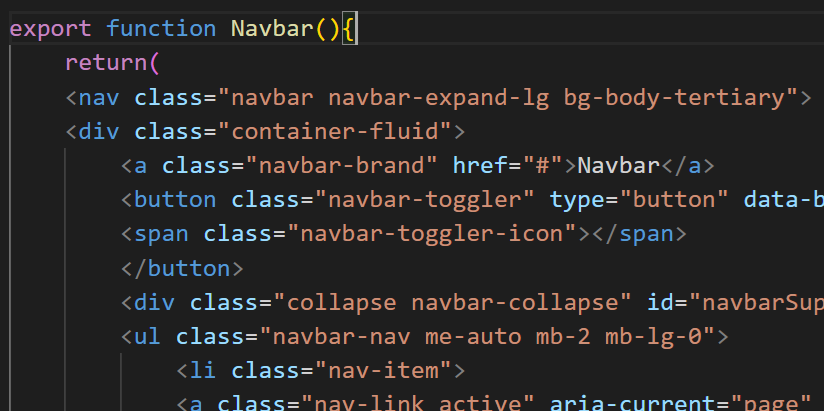 export function Navbar(){
return(
<nav class="navbar navbar-expand-lg bg-body-tertiary">
<div class="container-fluid">
<a class="navbar-brand" href="#">Navbar</a>
<button class="navbar-toggler" type="button" data-b
<span class="navbar-toggler-icon"></span>
</button>
<div class="collapse navbar-collapse" id="navbarSup
<ul class="navbar-nav me-auto mb-2 mb-lg-0">
<li class="nav-item">
<a class="nav-link active" aria-current="page"